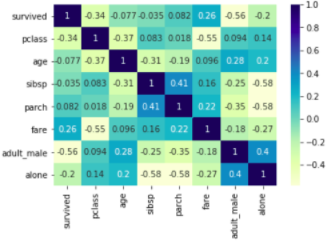 survived 1 -0.34 -0.077 -0.035 0.082 0.26 -0.56 -0.2
pclass -0.34 1 -0.37 0.083 0.018 -0.55 0.094 0.14
age -0.077 -0.37 1 -0.31 -0.19 0.096 0.28 0.2
sibsp -0.035 0.083 -0.31 1 0.41 0.16 -0.25 -0.58
parch 0.082 0.018 -0.19 0.41 1 0.22 -0.35 -0.58
fare 0.26 -0.55 0.096 0.16 0.22 1 -0.18 -0.27
adult_male -0.56 0.094 0.28 -0.25 -0.35 -0.18 1 0.4
alone -0.2 0.14 0.2 -0.58 -0.58 -0.27 0.4 1
survived pclass age sibsp parch fare adult_male alone
1.0
0.8
0.6
0.4
0.2
0.0
-0.2
-0.4